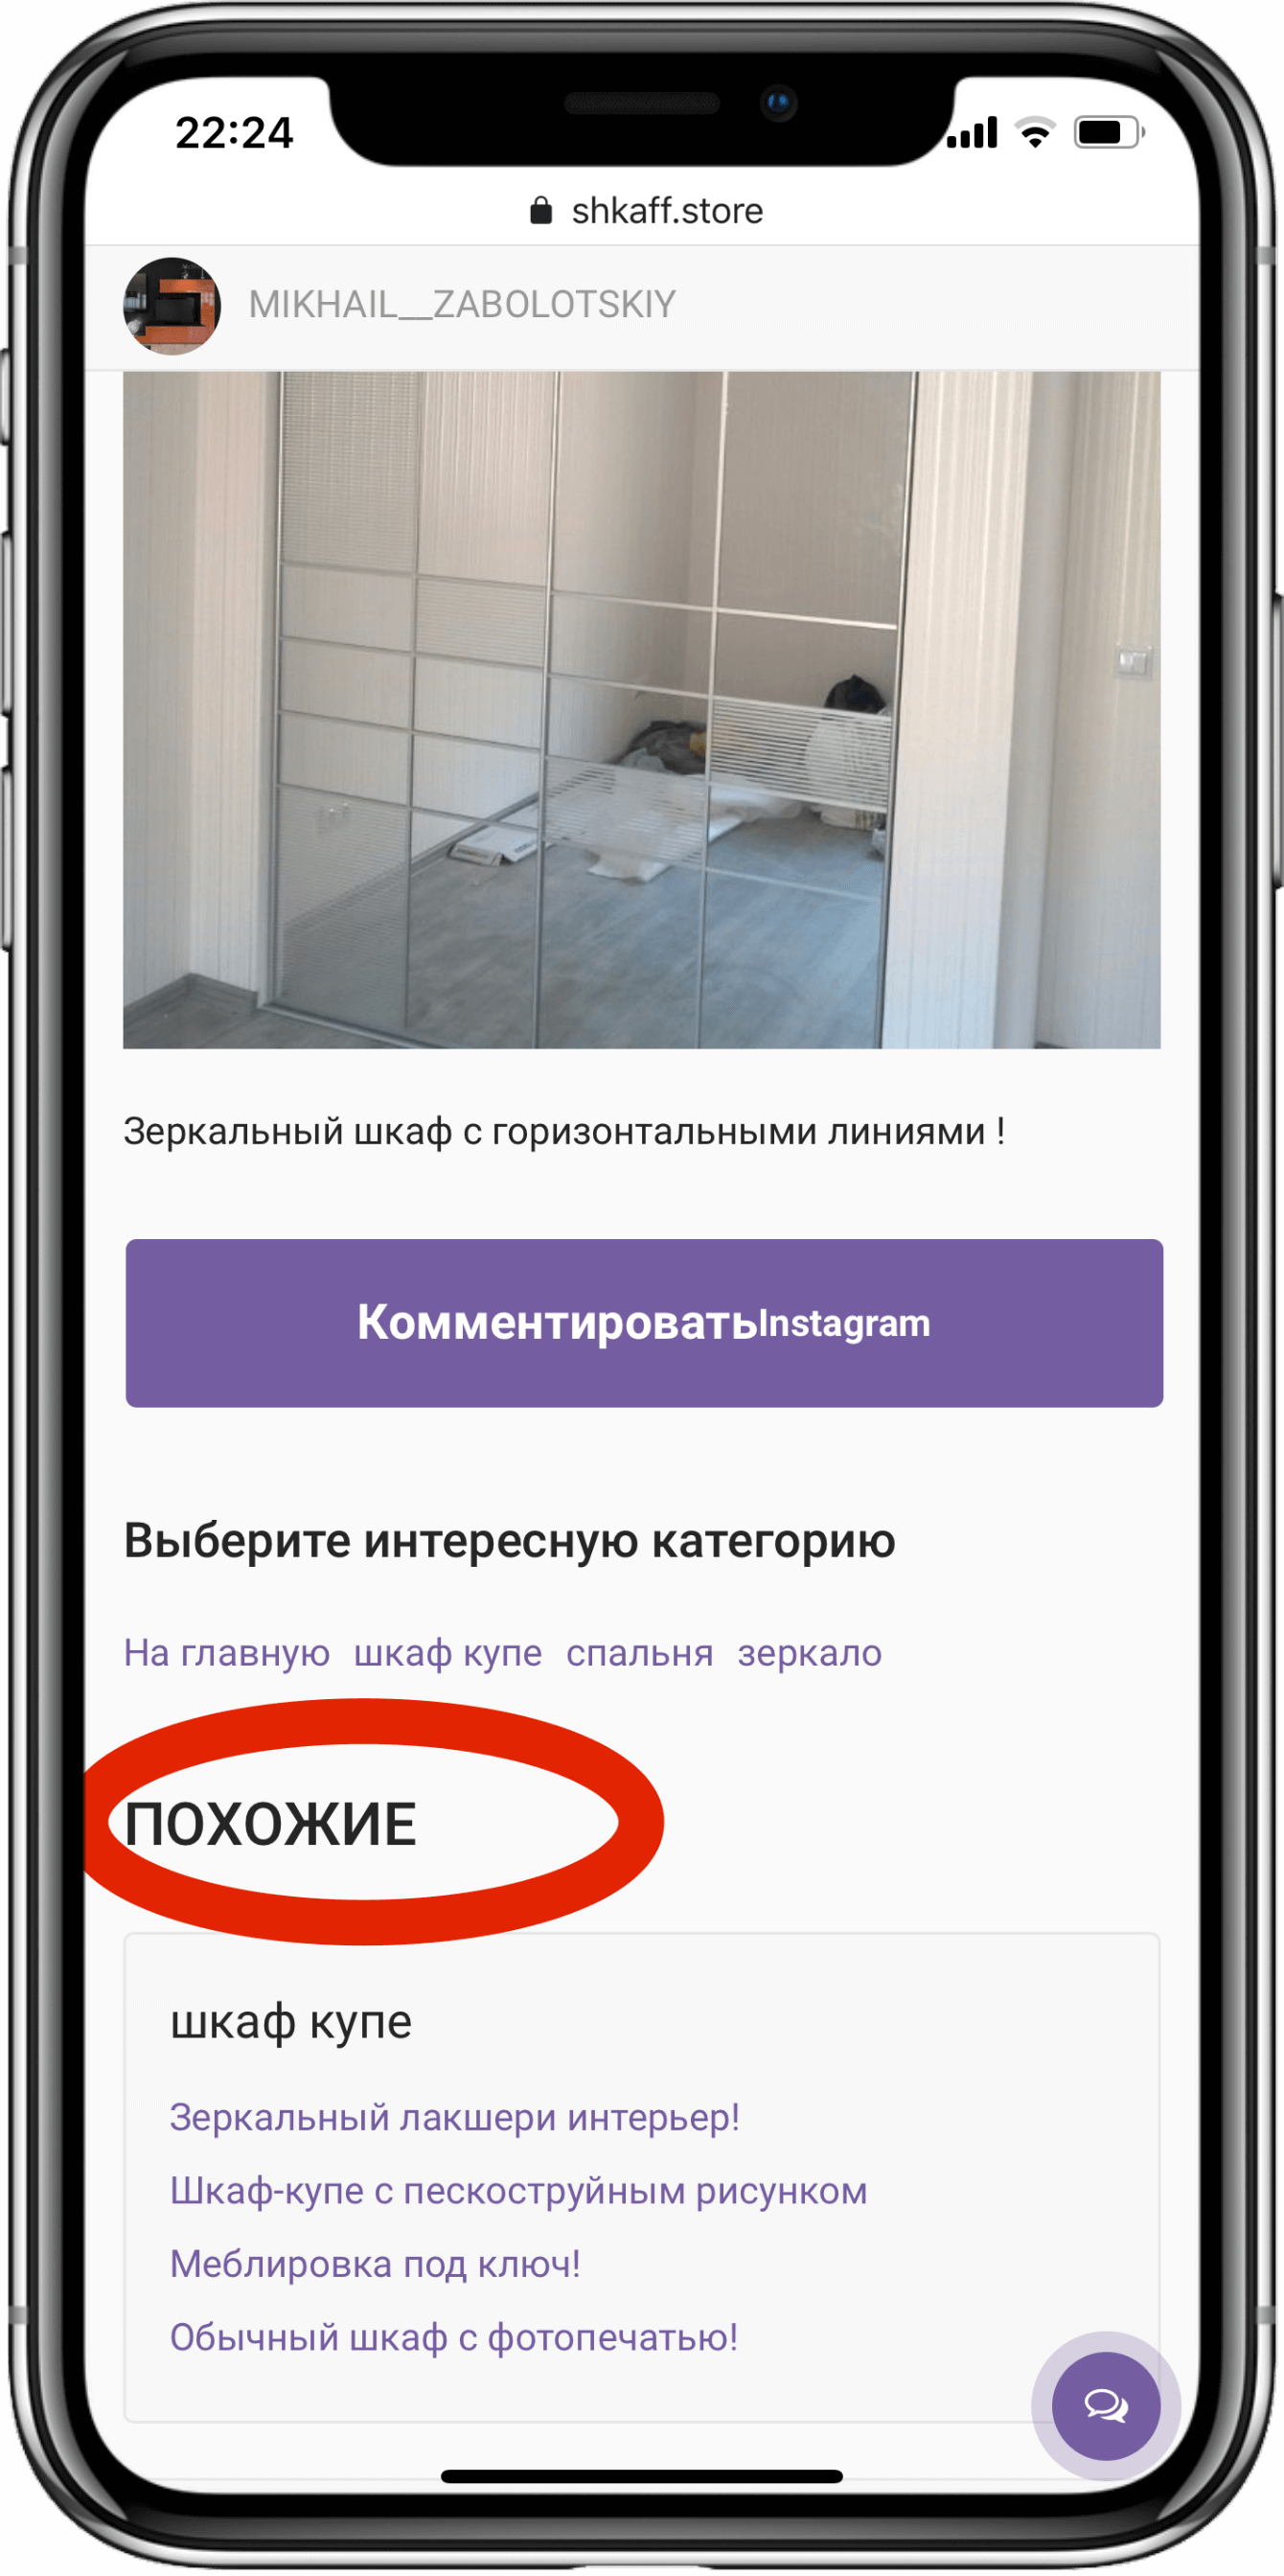 22:24
shkaff.store
MIKHAIL__ZABOLOTSKIY
Зеркальный шкаф с горизонтальными линиями !
КомментироватьInstagram
Выберите интересную категорию
На главную шкаф купе спальня зеркало
ПОХОЖИЕ
шкаф купе
Зеркальный лакшери интерьер!
Шкаф-купе с пескоструйным рисунком
Меблировка под ключ!
Обычный шкаф с фотопечатью!